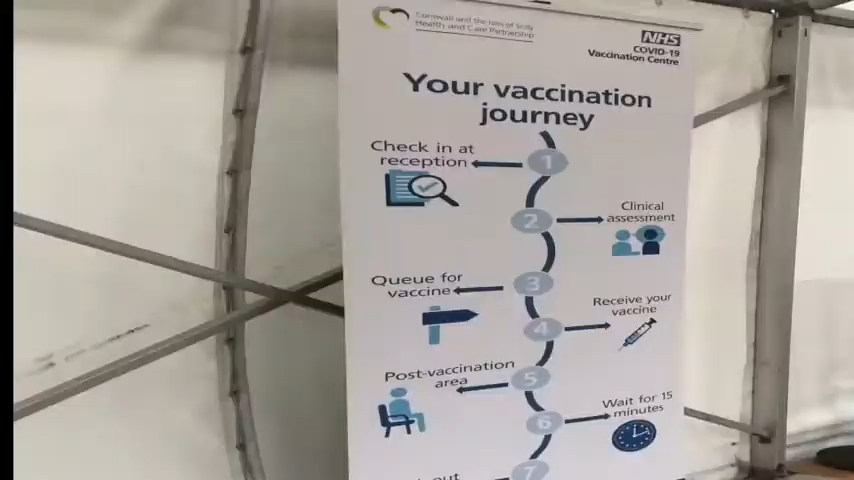 Cornwall and the Isles of Scilly
Health and Care Partnership
NHS
COVID-19
Vaccination Centre
Your vaccination
journey
Check in at
reception
1
2
Clinical
assessment
Queue for
vaccine
3
Receive your
vaccine
4
Post-vaccination
area
5
Wait for 15
minutes
6
7
out